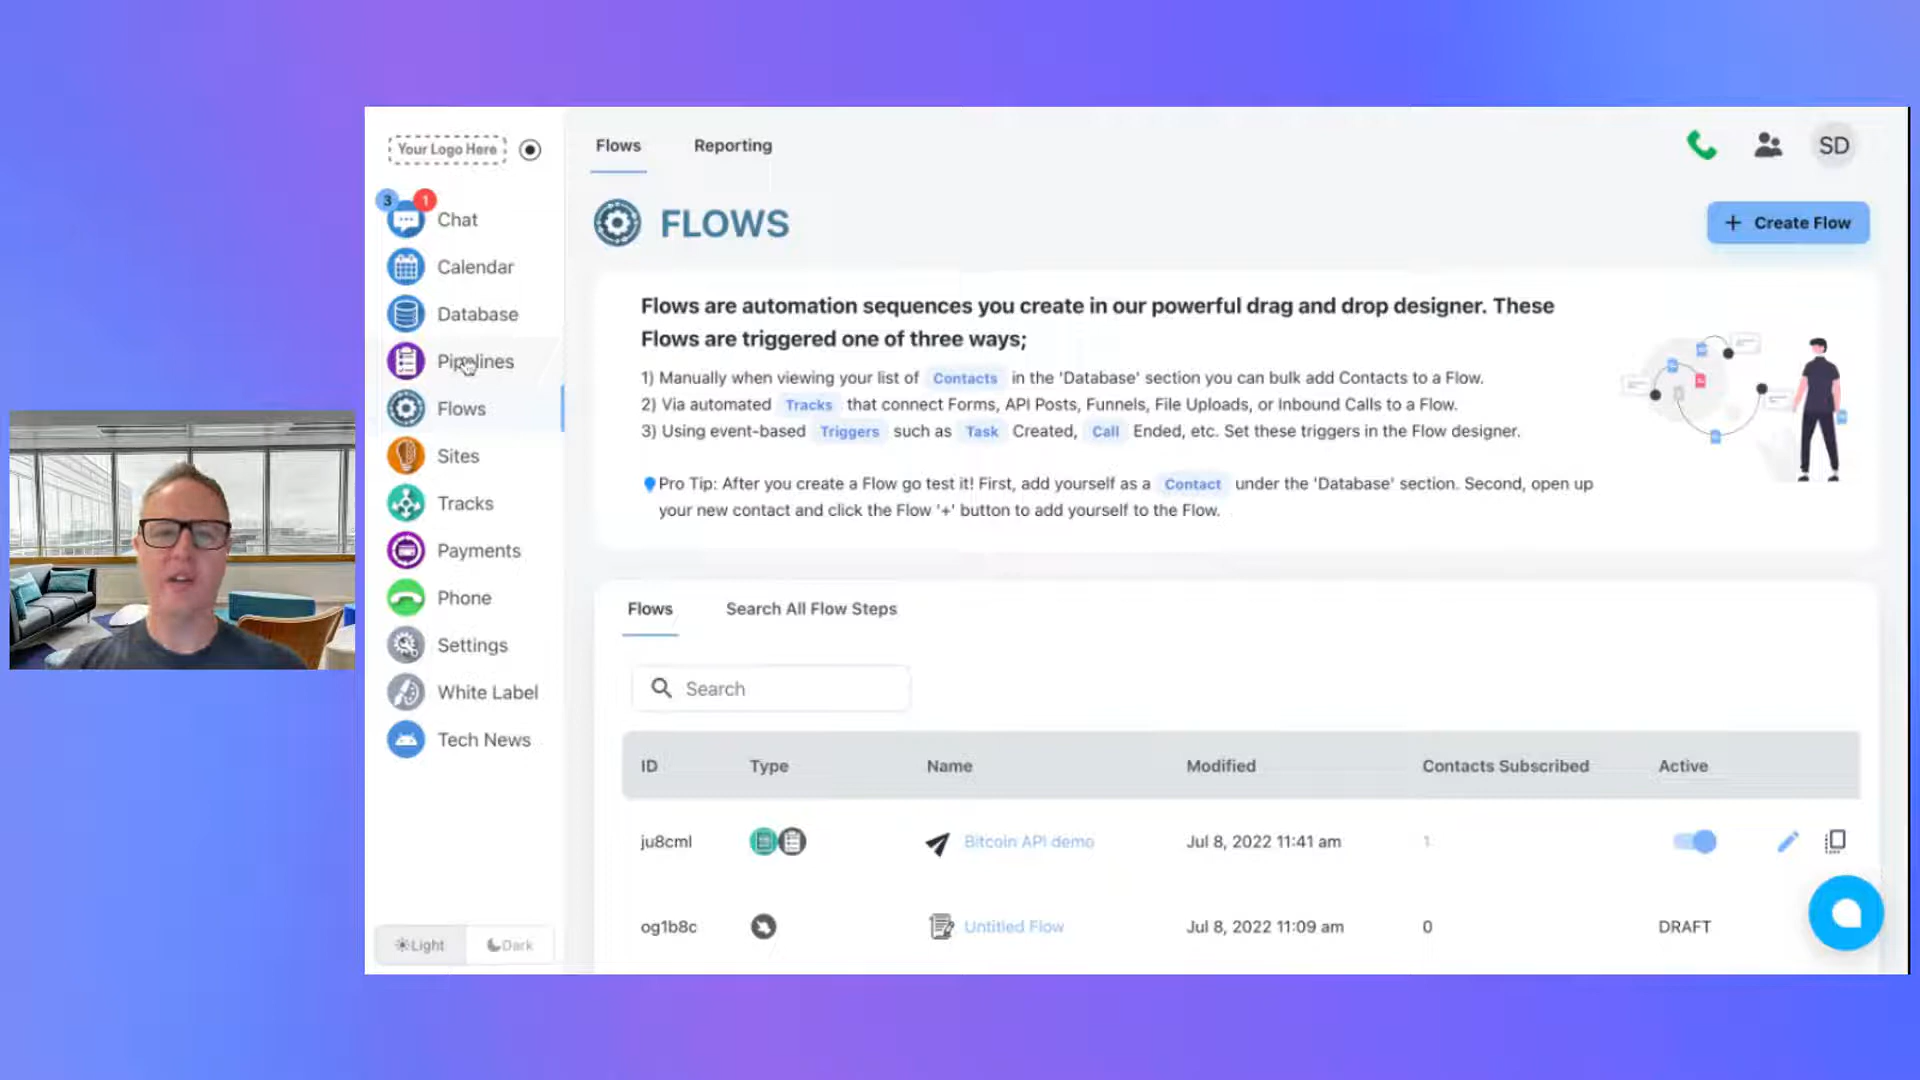 Your Logo Here
3
1
Chat
Calendar
Database
Pipelines
Flows
Sites
Tracks
Payments
Phone
Settings
White Label
Tech News
Light
Dark
Flows
Reporting
SD
FLOWS
+ Create Flow
Flows are automation sequences you create in our powerful drag and drop designer. These
Flows are triggered one of three ways;
1) Manually when viewing your list of Contacts in the 'Database' section you can bulk add Contacts to a Flow.
2) Via automated Tracks that connect Forms, API Posts, Funnels, File Uploads, or Inbound Calls to a Flow.
3) Using event-based Triggers such as Task Created, Call Ended, etc. Set these triggers in the Flow designer.
Pro Tip: After you create a Flow go test it! First, add yourself as a Contact under the 'Database' section. Second, open up
your new contact and click the Flow '+' button to add yourself to the Flow.
Flows
Search All Flow Steps
Search
ID Type Name Modified Contacts Subscribed Active
ju8cml Bitcoin API demo Jul 8, 2022 11:41 am 1
og1b8c Untitled Flow Jul 8, 2022 11:09 am 0 DRAFT